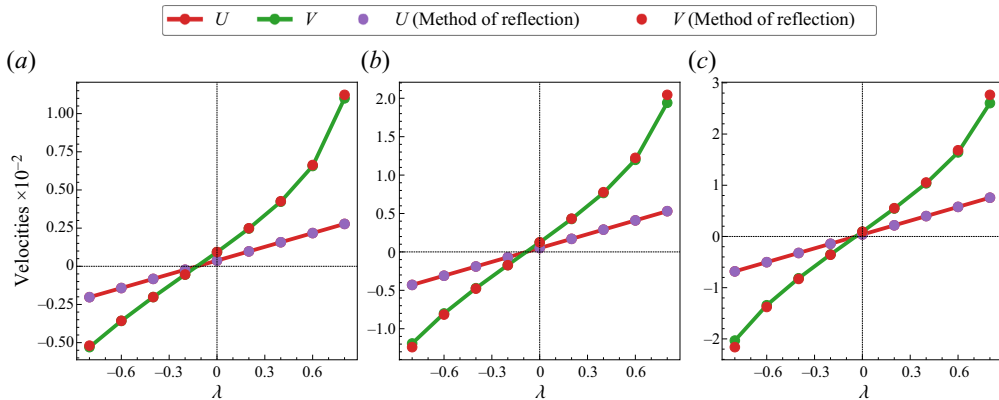 U V U (Method of reflection) V (Method of reflection)
(a) (b) (c)
Velocities ×10−2
1.00
0.75
0.50
0.25
0
−0.25
−0.50
−0.6 −0.3 0 0.3 0.6
λ
2.0
1.5
1.0
0.5
0
−0.5
−1.0
−0.6 −0.3 0 0.3 0.6
λ
3
2
1
0
−1
−2
−0.6 −0.3 0 0.3 0.6
λ